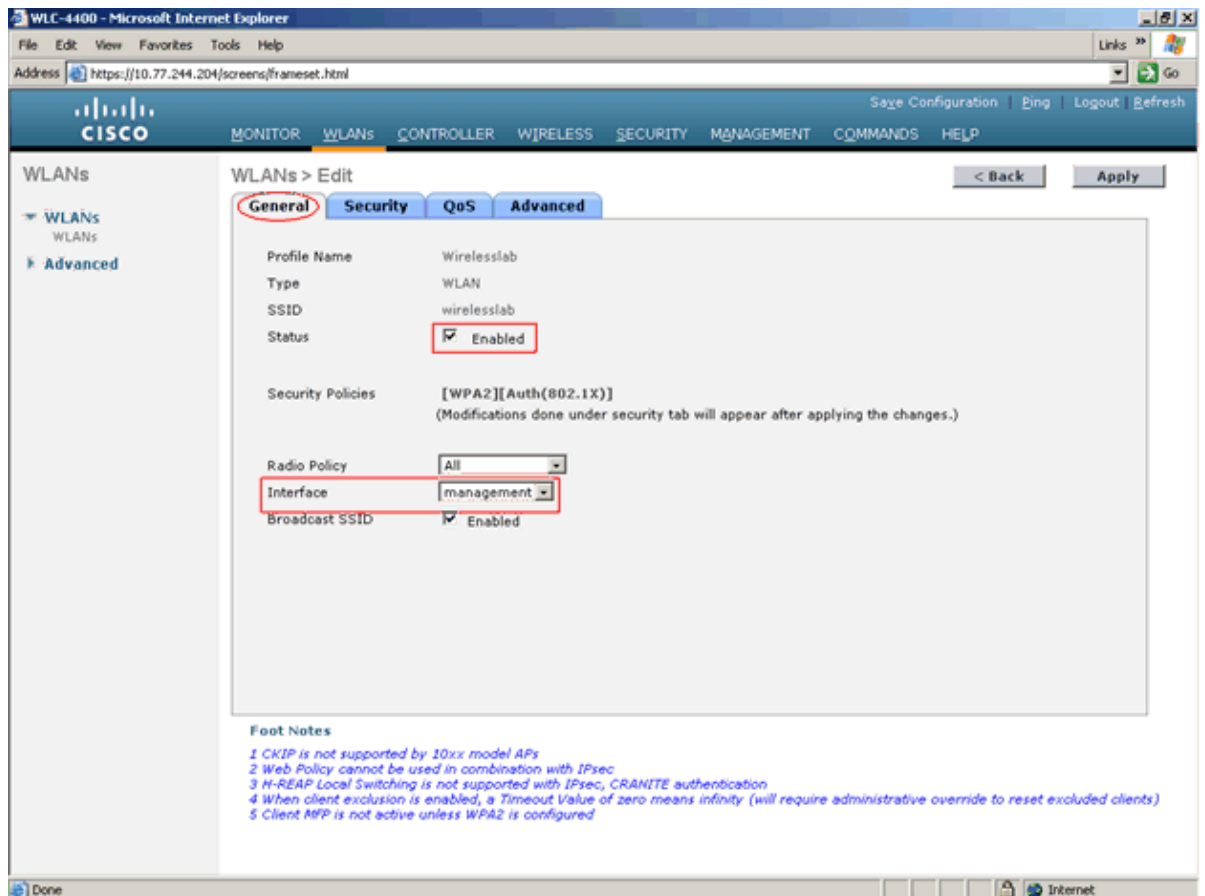 WLC-4400 - Microsoft Internet Explorer
File Edit View Favorites Tools Help Links »
Address https://10.77.244.204/screens/frameset.html Go
Save Configuration | Ping | Logout | Refresh
CISCO MONITOR WLANs CONTROLLER WIRELESS SECURITY MANAGEMENT COMMANDS HELP
WLANs
WLANs
WLANs
Advanced
WLANs > Edit < Back Apply
General Security QoS Advanced
Profile Name Wirelesslab
Type WLAN
SSID wirelesslab
Status Enabled
Security Policies [WPA2][Auth(802.1X)]
(Modifications done under security tab will appear after applying the changes.)
Radio Policy All
Interface management
Broadcast SSID Enabled
Foot Notes
1 CKIP is not supported by 10xx model APs
2 Web Policy cannot be used in combination with IPsec
3 H-REAP Local Switching is not supported with IPsec, CRANITE authentication
4 When client exclusion is enabled, a Timeout Value of zero means infinity (will require administrative override to reset excluded clients)
5 Client MFP is not active unless WPA2 is configured
Done Internet